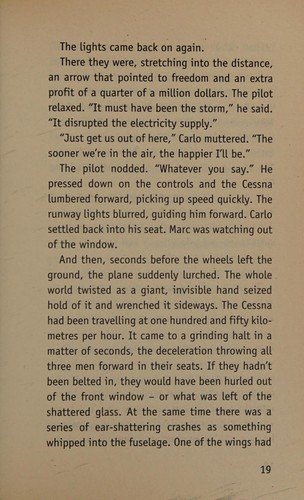 The lights came back on again.
There they were, stretching into the distance,
an arrow that pointed to freedom and an extra
profit of a quarter of a million dollars. The pilot
relaxed. “It must have been the storm,” he said.
“It disrupted the electricity supply.”
“Just get us out of here,” Carlo muttered. “The
sooner we’re in the air, the happier I’ll be.”
The pilot nodded. “Whatever you say.” He
pressed down on the controls and the Cessna
lumbered forward, picking up speed quickly. The
runway lights blurred, guiding him forward. Carlo
settled back into his seat. Marc was watching out
of the window.
And then, seconds before the wheels left the
ground, the plane suddenly lurched. The whole
world twisted as a giant, invisible hand seized
hold of it and wrenched it sideways. The Cessna
had been travelling at one hundred and fifty kilo-
metres per hour. It came to a grinding halt in a
matter of seconds, the deceleration throwing all
three men forward in their seats. If they hadn’t
been belted in, they would have been hurled out
of the front window – or what was left of the
shattered glass. At the same time there was a
series of ear-shattering crashes as something
whipped into the fuselage. One of the wings had
19